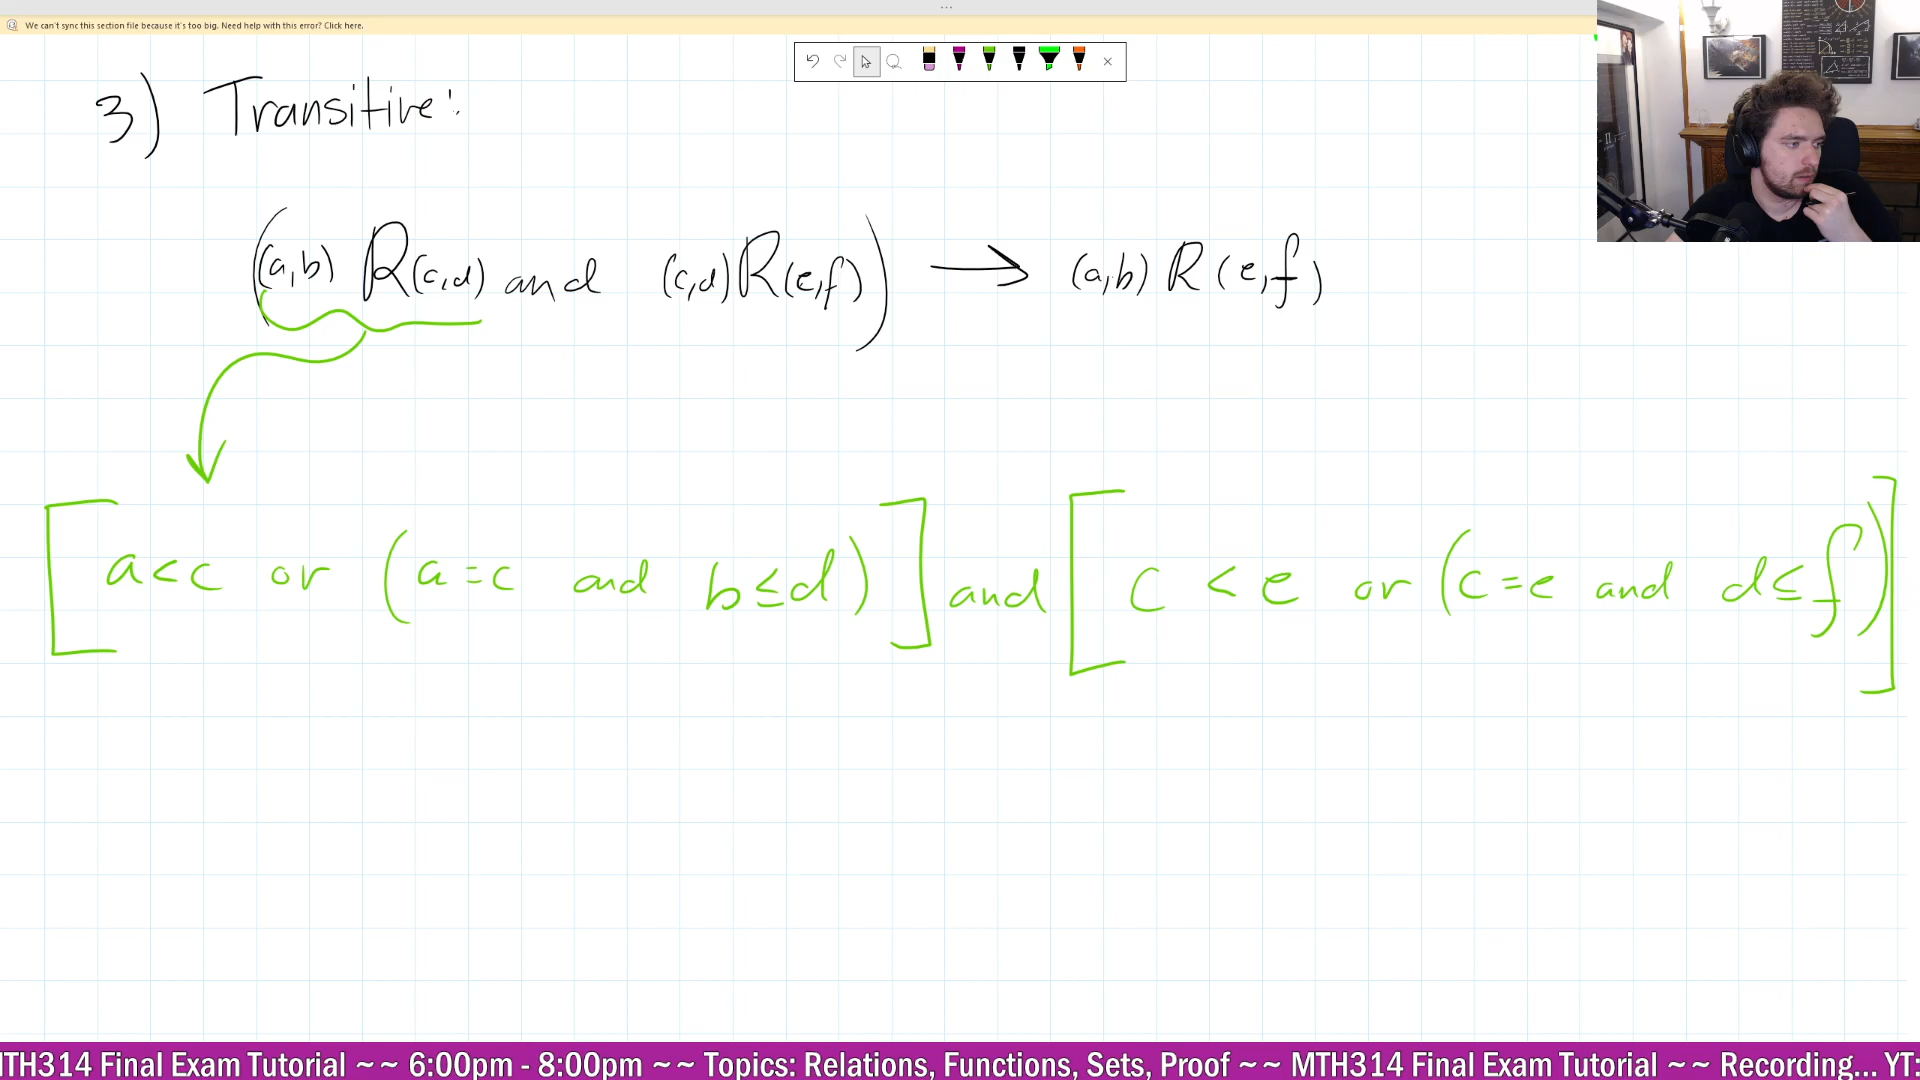 We can't sync this section file because it's too big. Need help with this error? Click here.
3) Transitive:
((a,b) R (c,d) and (c,d) R (e,f)) → (a,b) R (e,f)
[a<c or (a=c and b≤d)] and [c<e or (c=e and d≤f)]
MTH314 Final Exam Tutorial ~~ 6:00pm - 8:00pm ~~ Topics: Relations, Functions, Sets, Proof ~~ MTH314 Final Exam Tutorial ~~ Recording... YT: